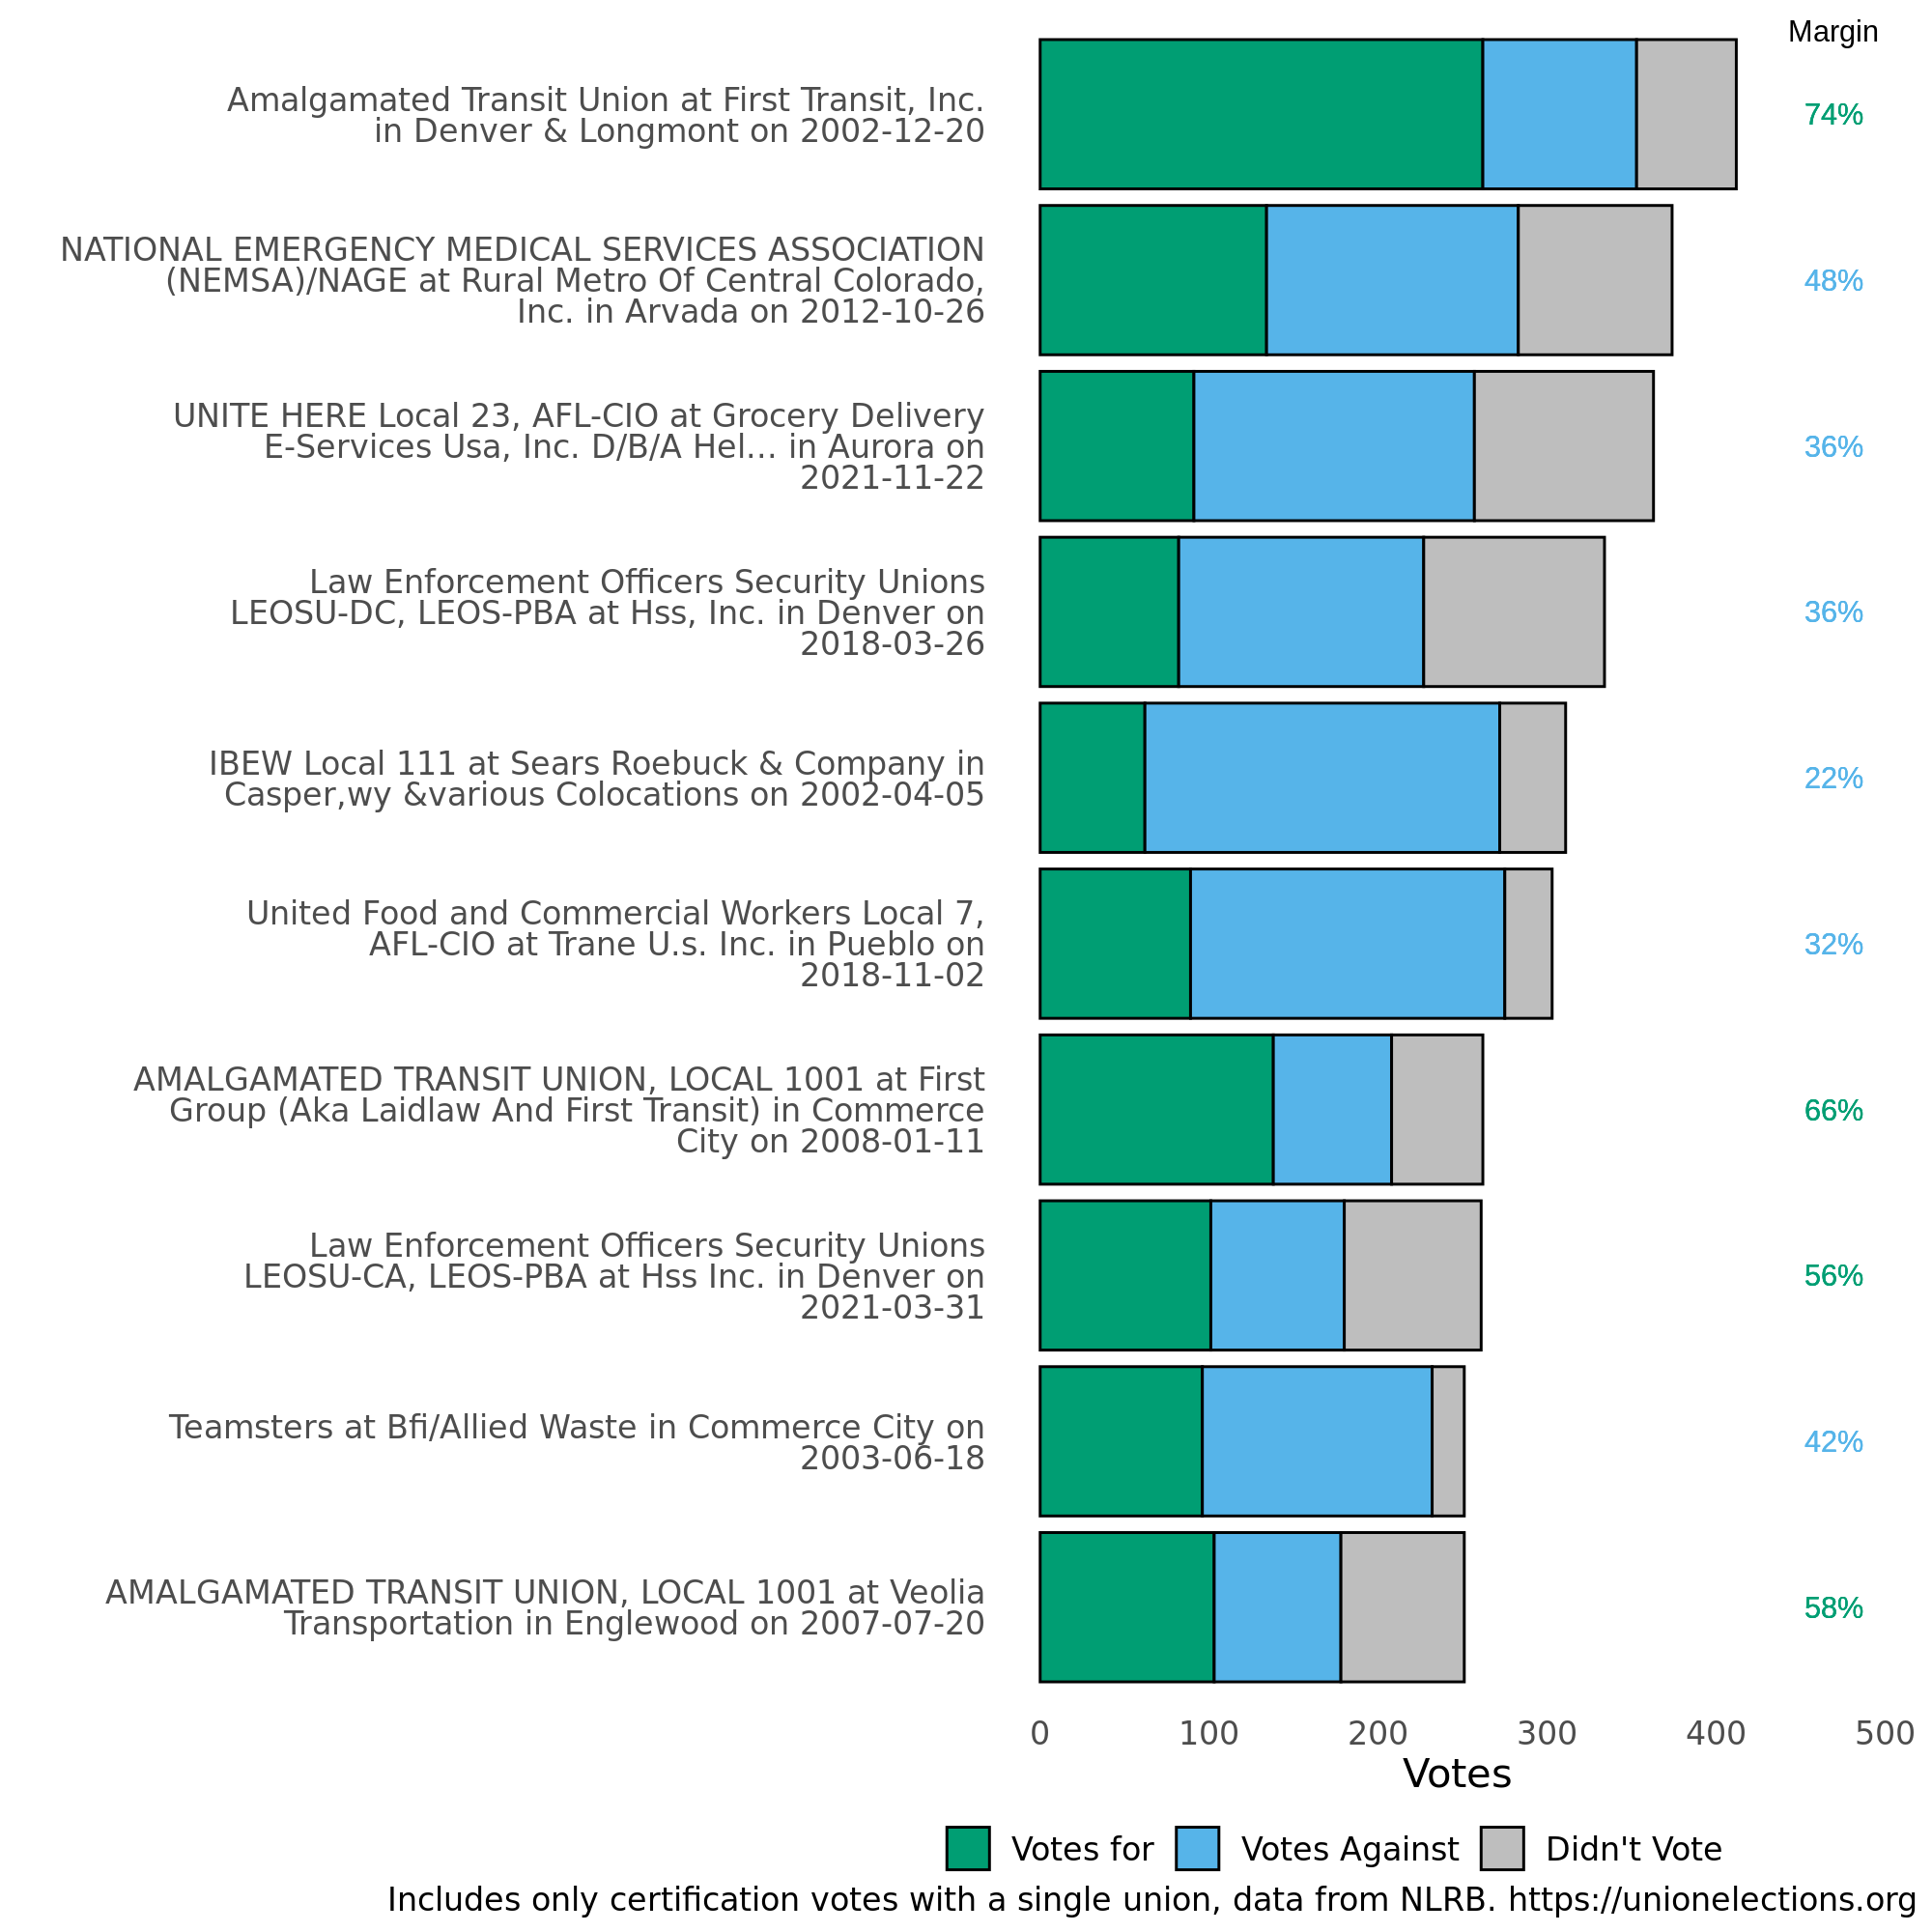 Margin
Amalgamated Transit Union at First Transit, Inc.
in Denver & Longmont on 2002-12-20
74%
NATIONAL EMERGENCY MEDICAL SERVICES ASSOCIATION
(NEMSA)/NAGE at Rural Metro Of Central Colorado,
Inc. in Arvada on 2012-10-26
48%
UNITE HERE Local 23, AFL-CIO at Grocery Delivery
E-Services Usa, Inc. D/B/A Hel... in Aurora on
2021-11-22
36%
Law Enforcement Officers Security Unions
LEOSU-DC, LEOS-PBA at Hss, Inc. in Denver on
2018-03-26
36%
IBEW Local 111 at Sears Roebuck & Company in
Casper,wy &various Colocations on 2002-04-05
22%
United Food and Commercial Workers Local 7,
AFL-CIO at Trane U.s. Inc. in Pueblo on
2018-11-02
32%
AMALGAMATED TRANSIT UNION, LOCAL 1001 at First
Group (Aka Laidlaw And First Transit) in Commerce
City on 2008-01-11
66%
Law Enforcement Officers Security Unions
LEOSU-CA, LEOS-PBA at Hss Inc. in Denver on
2021-03-31
56%
Teamsters at Bfi/Allied Waste in Commerce City on
2003-06-18
42%
AMALGAMATED TRANSIT UNION, LOCAL 1001 at Veolia
Transportation in Englewood on 2007-07-20
58%
0 100 200 300 400 500
Votes
Votes for Votes Against Didn't Vote
Includes only certification votes with a single union, data from NLRB. https://unionelections.org